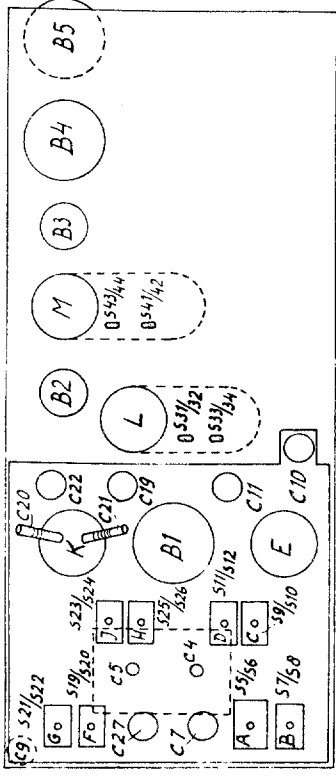 B5
B4
B3
M
S43/44
S41/42
B2
L
S31/32
S33/34
C20
C22
C21
C19
K
B1
C11
E
C10
S23/S24
J
H
S25/S26
S11/S12
D
C
S9/S10
C9
S21/S22
G
S19/S20
F
C5
C4
C27
C7
S5/S6
A
B
S7/S8